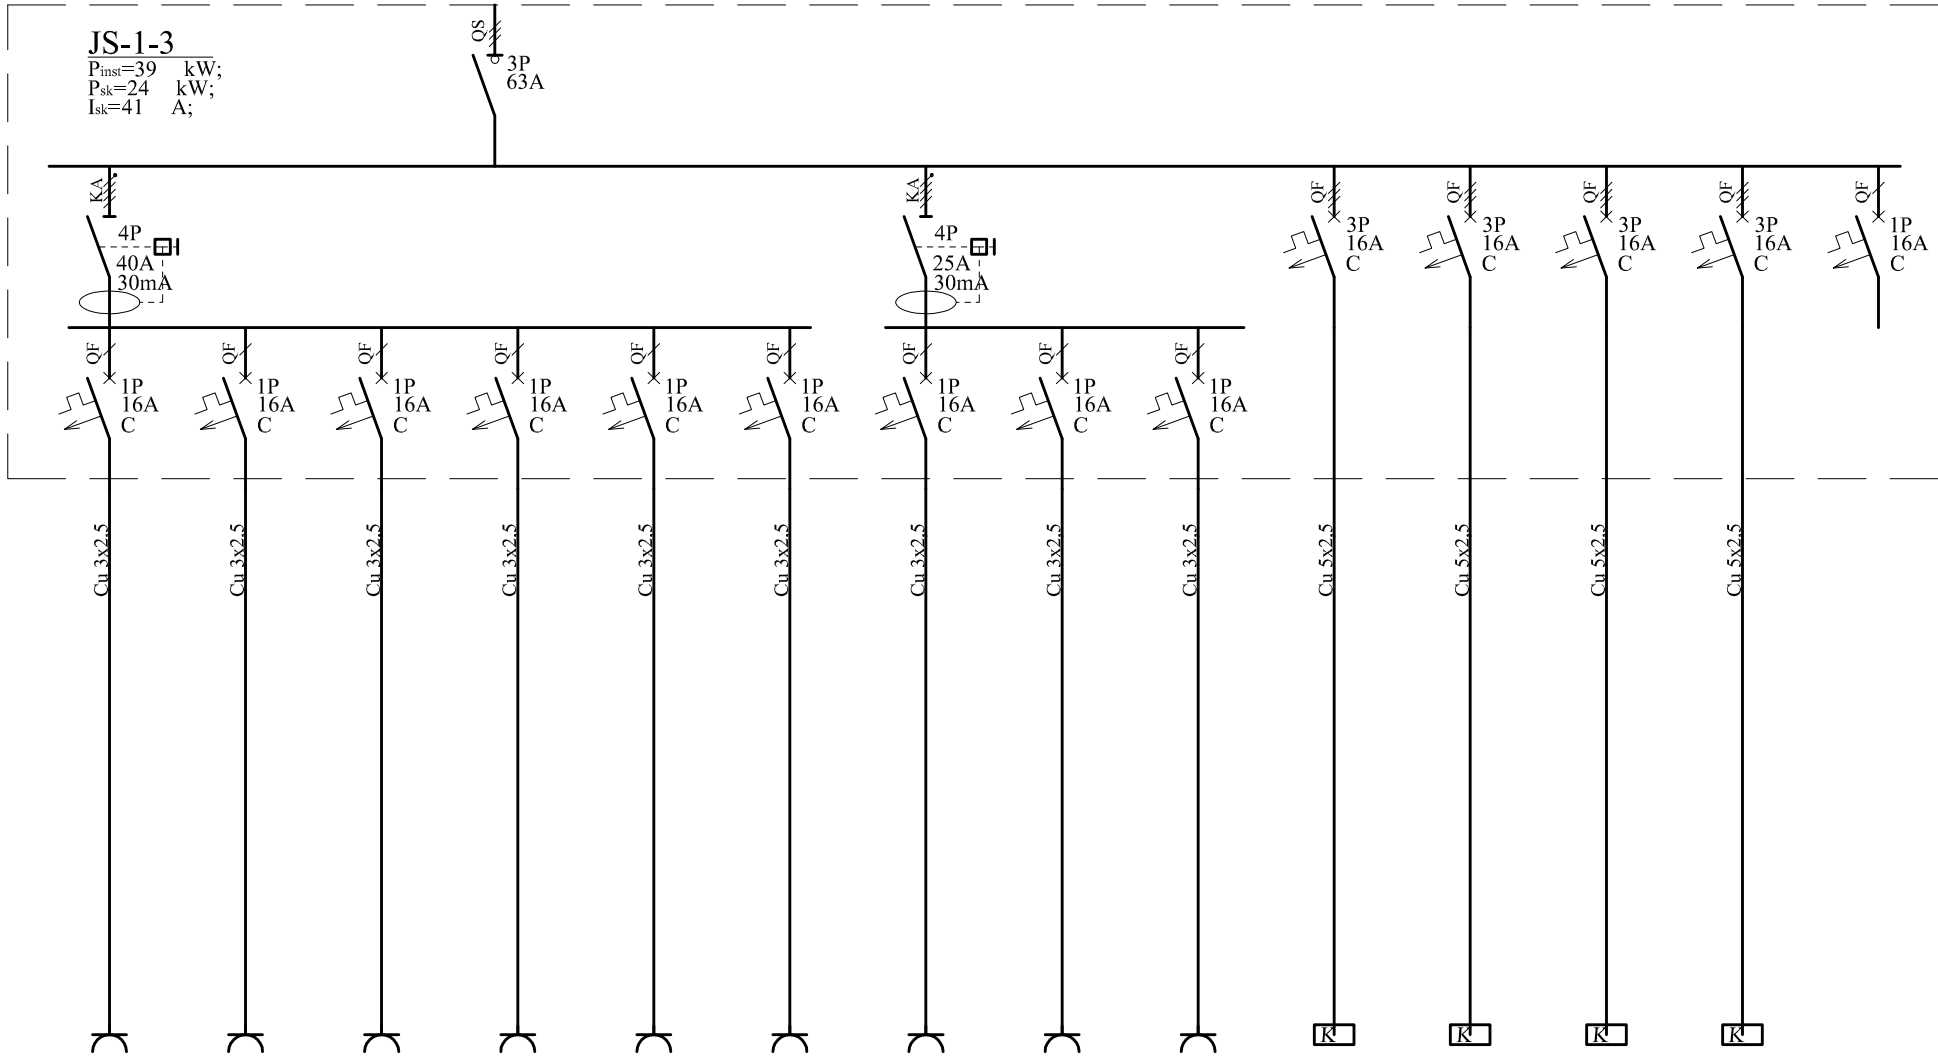 JS-1-3
Pinst=39 kW;
Psk=24 kW;
Isk=41 A;
QS
3P
63A
KA
4P
40A
30mA
KA
4P
25A
30mA
QF
3P
16A
C
QF
3P
16A
C
QF
3P
16A
C
QF
3P
16A
C
QF
1P
16A
C
QF
1P
16A
C
QF
1P
16A
C
QF
1P
16A
C
QF
1P
16A
C
QF
1P
16A
C
QF
1P
16A
C
QF
1P
16A
C
QF
1P
16A
C
QF
1P
16A
C
Cu 3x2,5
Cu 3x2,5
Cu 3x2,5
Cu 3x2,5
Cu 3x2,5
Cu 3x2,5
Cu 3x2,5
Cu 3x2,5
Cu 3x2,5
Cu 5x2,5
Cu 5x2,5
Cu 5x2,5
Cu 5x2,5
K
K
K
K